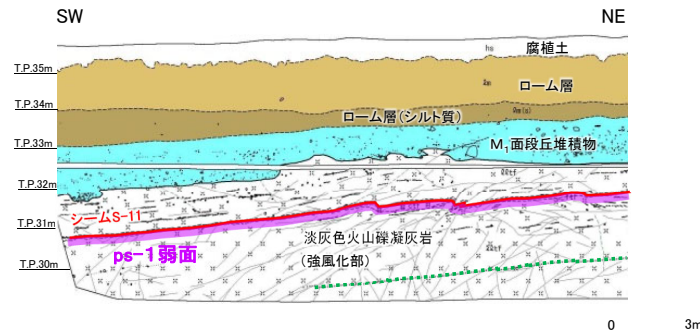 SW
NE
腐植土
hs
T.P.35m
ローム層
ℓm
T.P.34m
ローム層(シルト質)
T.P.33m
M1面段丘堆積物
T.P.32m
シームS-11
T.P.31m
淡灰色火山礫凝灰岩
ps-1弱面
(強風化部)
T.P.30m
0
3m